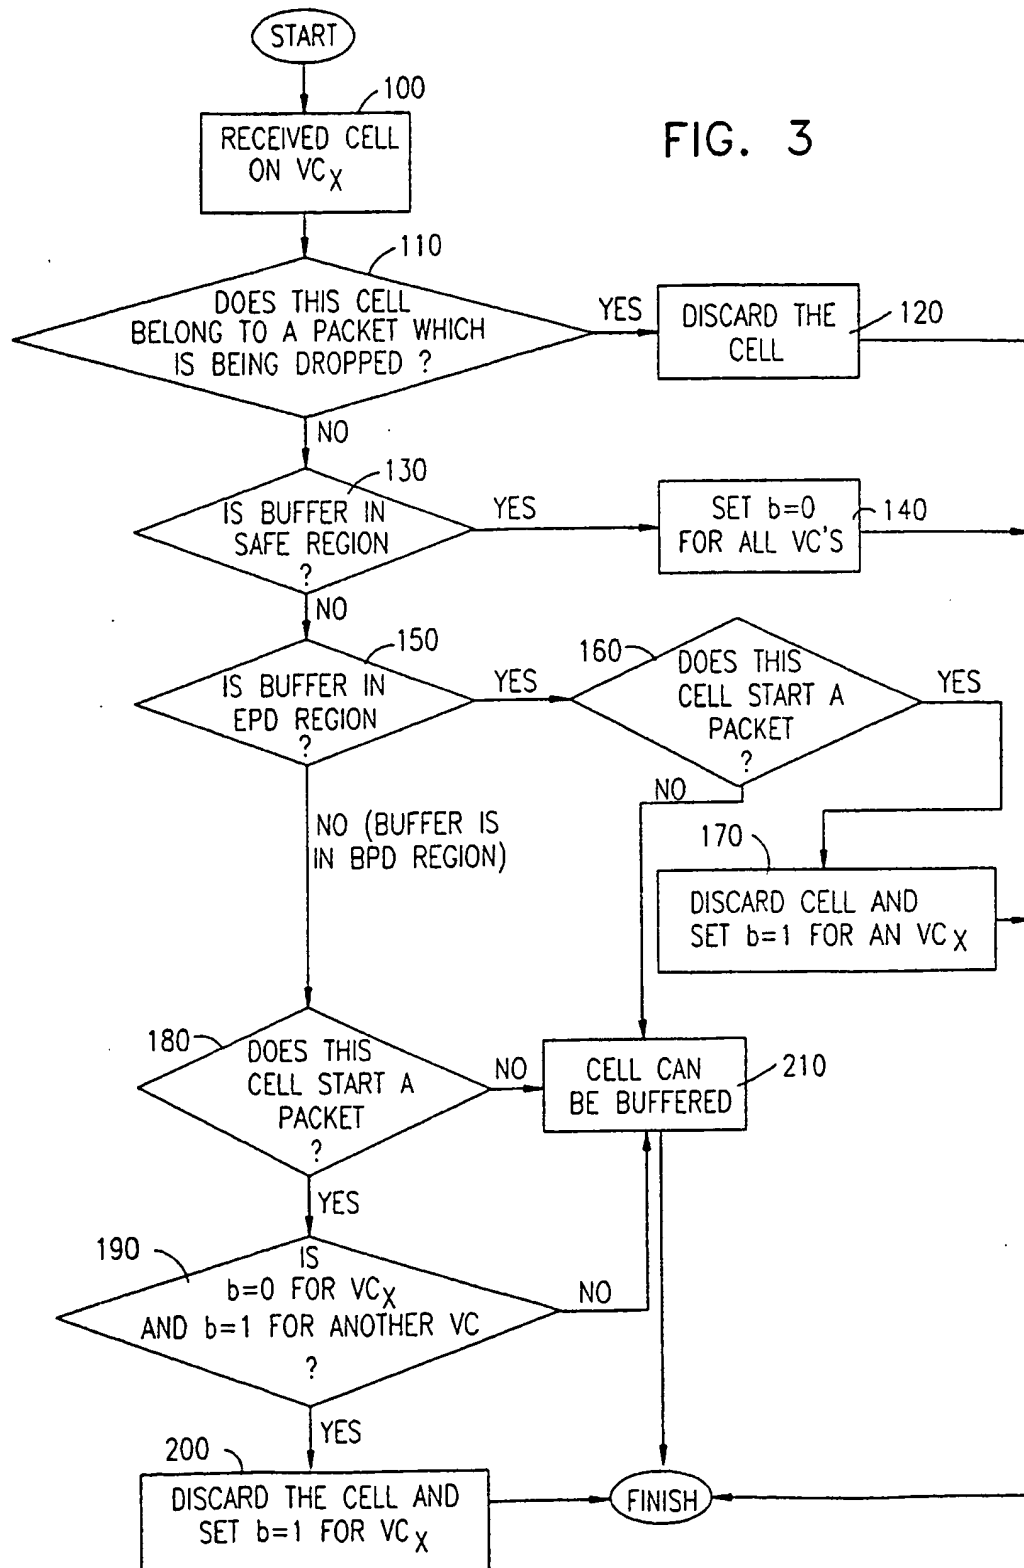 START
100
RECEIVED CELL
ON VCX
FIG. 3
110
DOES THIS CELL
BELONG TO A PACKET WHICH
IS BEING DROPPED ?
YES
DISCARD THE
CELL
120
NO
130
IS BUFFER IN
SAFE REGION
?
YES
SET b=0
FOR ALL VC'S
140
NO
150
IS BUFFER IN
EPD REGION
?
YES
160
DOES THIS
CELL START A
PACKET
?
YES
NO
NO (BUFFER IS
IN BPD REGION)
170
DISCARD CELL AND
SET b=1 FOR AN VCX
180
DOES THIS
CELL START A
PACKET
?
NO
CELL CAN
BE BUFFERED
210
YES
190
IS
b=0 FOR VCX
AND b=1 FOR ANOTHER VC
?
NO
YES
200
DISCARD THE CELL AND
SET b=1 FOR VCX
FINISH